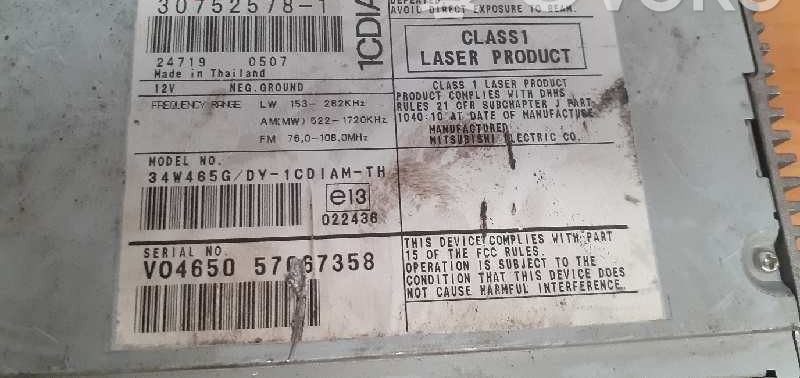 30752578-1
24719 0507
Made in Thailand
12V NEG.GROUND
FREQUENCY RANGE LW 153-282KHz
AM(MW) 522-1720KHz
FM 76.0-108.0MHz
MODEL NO.
34W465G/DY-1CDIAM-TH
e13
022436
SERIAL NO.
VO4650
1CDIA
AVOID DIRECT EXPOSURE TO BEAM.
CLASS1
LASER PRODUCT
CLASS 1 LASER PRODUCT
PRODUCT COMPLIES WITH DHHS
RULES 21 CFR SUBCHAPTER J PART
1040:10 AT DATE OF MANUFACTURE
MANUFACTURED
MITSUBISHI ELECTRIC CO.
THIS DEVICE COMPLIES WITH PART
15 OF THE FCC RULES.
OPERATION IS SUBJECT TO THE
CONDITION THAT THIS DEVICE DOES
NOT CAUSE HARMFUL INTERFERENCE.